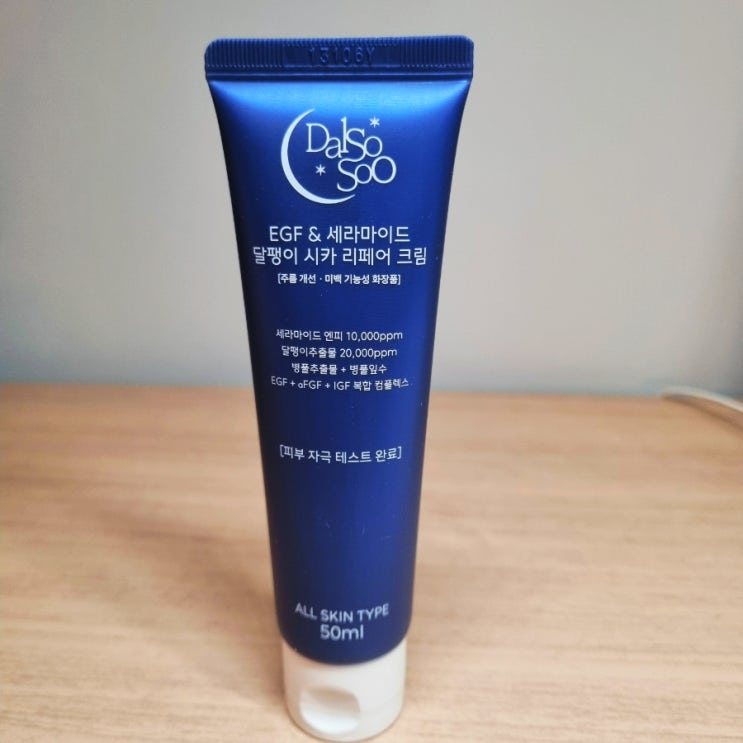 13106Y
DalSo
SoO
EGF & 세라마이드
달팽이 시카 리페어 크림
[주름 개선 · 미백 기능성 화장품]
세라마이드 엔피 10,000ppm
달팽이추출물 20,000ppm
병풀추출물 + 병풀잎수
EGF + aFGF + IGF 복합 컴플렉스
[피부 자극 테스트 완료]
ALL SKIN TYPE
50ml